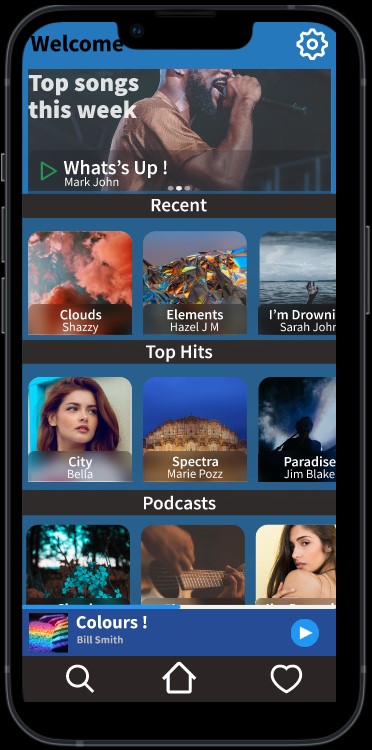 Welcome
Top songs
this week
Whats's Up !
Mark John
Recent
Clouds
Shazzy
Elements
Hazel J M
I'm Drowni
Sarah John
Top Hits
City
Bella
Spectra
Marie Pozz
Paradise
Jim Blake
Podcasts
Colours !
Bill Smith